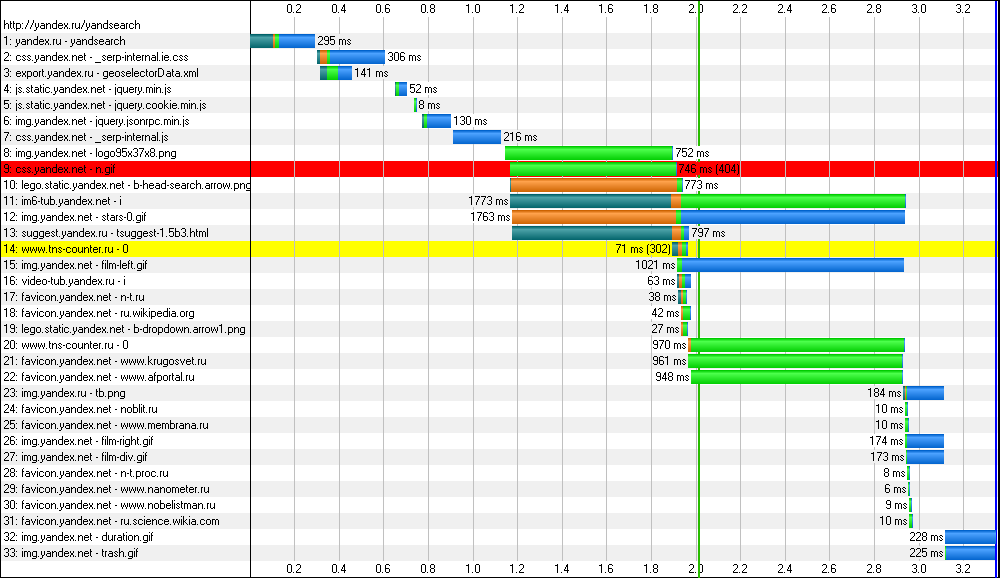 0.2 0.4 0.6 0.8 1.0 1.2 1.4 1.6 1.8 2.0 2.2 2.4 2.6 2.8 3.0 3.2
http://yandex.ru/yandsearch
1: yandex.ru - yandsearch 295 ms
2: css.yandex.net - _serp-internal.ie.css 306 ms
3: export.yandex.ru - geoselectorData.xml 141 ms
4: js.static.yandex.net - jquery.min.js 52 ms
5: js.static.yandex.net - jquery.cookie.min.js 8 ms
6: img.yandex.net - jquery.jsonrpc.min.js 130 ms
7: css.yandex.net - _serp-internal.js 216 ms
8: img.yandex.net - logo95x37x8.png 752 ms
9: css.yandex.net - n.gif 746 ms (404)
10: lego.static.yandex.net - b-head-search.arrow.png 773 ms
11: im6-tub.yandex.net - i 1773 ms
12: img.yandex.net - stars-0.gif 1763 ms
13: suggest.yandex.ru - tsuggest-1.5b3.html 797 ms
14: www.tns-counter.ru - 0 71 ms (302)
15: img.yandex.net - film-left.gif 1021 ms
16: video-tub.yandex.ru - i 63 ms
17: favicon.yandex.net - n-t.ru 38 ms
18: favicon.yandex.net - ru.wikipedia.org 42 ms
19: lego.static.yandex.net - b-dropdown.arrow1.png 27 ms
20: www.tns-counter.ru - 0 970 ms
21: favicon.yandex.net - www.krugosvet.ru 961 ms
22: favicon.yandex.net - www.afportal.ru 948 ms
23: img.yandex.ru - tb.png 184 ms
24: favicon.yandex.net - noblit.ru 10 ms
25: favicon.yandex.net - www.membrana.ru 10 ms
26: img.yandex.net - film-right.gif 174 ms
27: img.yandex.net - film-div.gif 173 ms
28: favicon.yandex.net - n-t.proc.ru 8 ms
29: favicon.yandex.net - www.nanometer.ru 6 ms
30: favicon.yandex.net - www.nobelistman.ru 9 ms
31: favicon.yandex.net - ru.science.wikia.com 10 ms
32: img.yandex.net - duration.gif 228 ms
33: img.yandex.net - trash.gif 225 ms
0.2 0.4 0.6 0.8 1.0 1.2 1.4 1.6 1.8 2.0 2.2 2.4 2.6 2.8 3.0 3.2